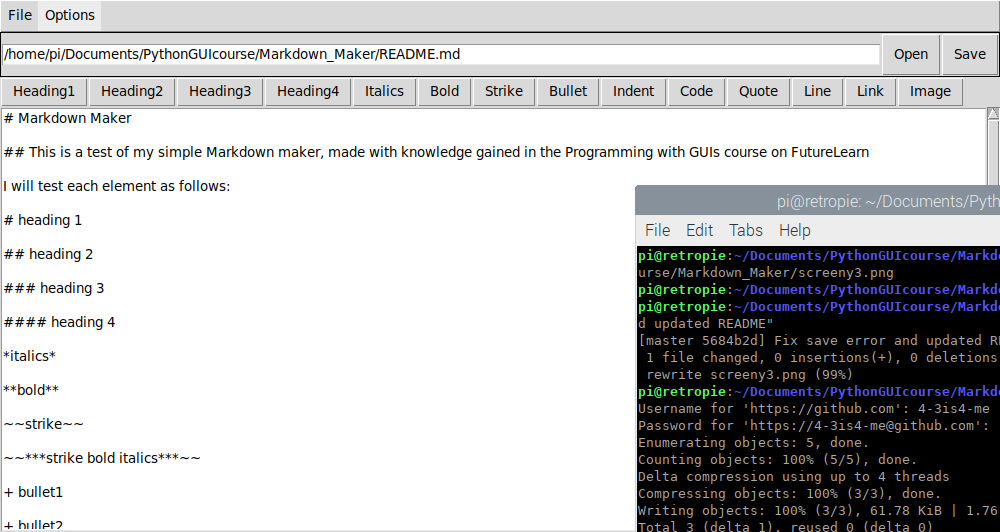 File Options
/home/pi/Documents/PythonGUIcourse/Markdown_Maker/README.md Open Save
Heading1 Heading2 Heading3 Heading4 Italics Bold Strike Bullet Indent Code Quote Line Link Image
# Markdown Maker
## This is a test of my simple Markdown maker, made with knowledge gained in the Programming with GUIs course on FutureLearn
I will test each element as follows:
# heading 1
## heading 2
### heading 3
#### heading 4
*italics*
**bold**
~~strike~~
~~***strike bold italics***~~
+ bullet1
+ bullet2
pi@retropie: ~/Documents/Pyth
File Edit Tabs Help
pi@retropie:~/Documents/PythonGUIcourse/Markd
urse/Markdown_Maker/screeny3.png
pi@retropie:~/Documents/PythonGUIcourse/Markd
pi@retropie:~/Documents/PythonGUIcourse/Markd
d updated README"
[master 5684b2d] Fix save error and updated R
1 file changed, 0 insertions(+), 0 deletions
rewrite screeny3.png (99%)
pi@retropie:~/Documents/PythonGUIcourse/Markd
Username for 'https://github.com': 4-3is4-me
Password for 'https://4-3is4-me@github.com':
Enumerating objects: 5, done.
Counting objects: 100% (5/5), done.
Delta compression using up to 4 threads
Compressing objects: 100% (3/3), done.
Writing objects: 100% (3/3), 61.78 KiB | 1.76
Total 3 (delta 1), reused 0 (delta 0)